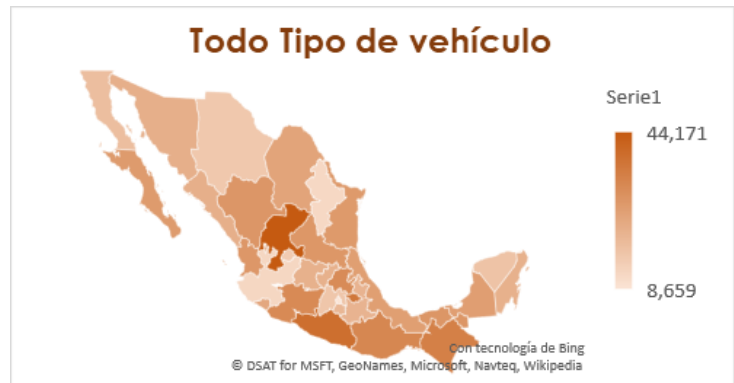 Todo Tipo de vehículo
Serie1
44,171
8,659
Con tecnología de Bing
© DSAT for MSFT, GeoNames, Microsoft, Navteq, Wikipedia